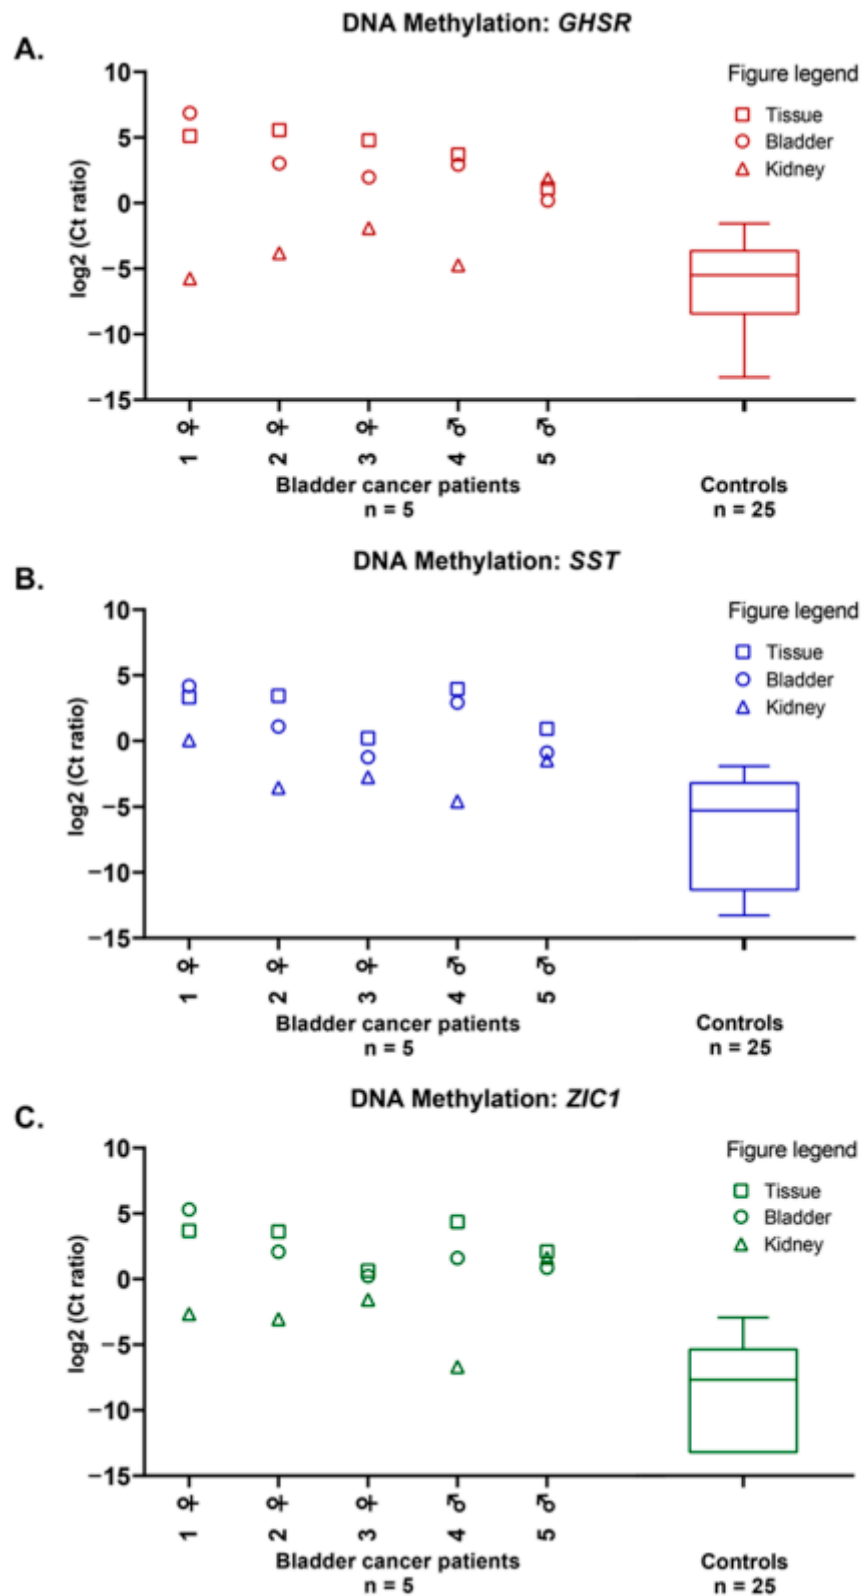 DNA Methylation: GHSR
A.
Figure legend
Tissue
Bladder
Kidney
log2 (Ct ratio)
10
5
0
−5
−10
−15
1 ♀
2 ♀
3 ♀
4 ♂
5 ♂
Bladder cancer patients
n = 5
Controls
n = 25
DNA Methylation: SST
B.
Figure legend
Tissue
Bladder
Kidney
log2 (Ct ratio)
10
5
0
−5
−10
−15
1 ♀
2 ♀
3 ♀
4 ♂
5 ♂
Bladder cancer patients
n = 5
Controls
n = 25
DNA Methylation: ZIC1
C.
Figure legend
Tissue
Bladder
Kidney
log2 (Ct ratio)
10
5
0
−5
−10
−15
1 ♀
2 ♀
3 ♀
4 ♂
5 ♂
Bladder cancer patients
n = 5
Controls
n = 25